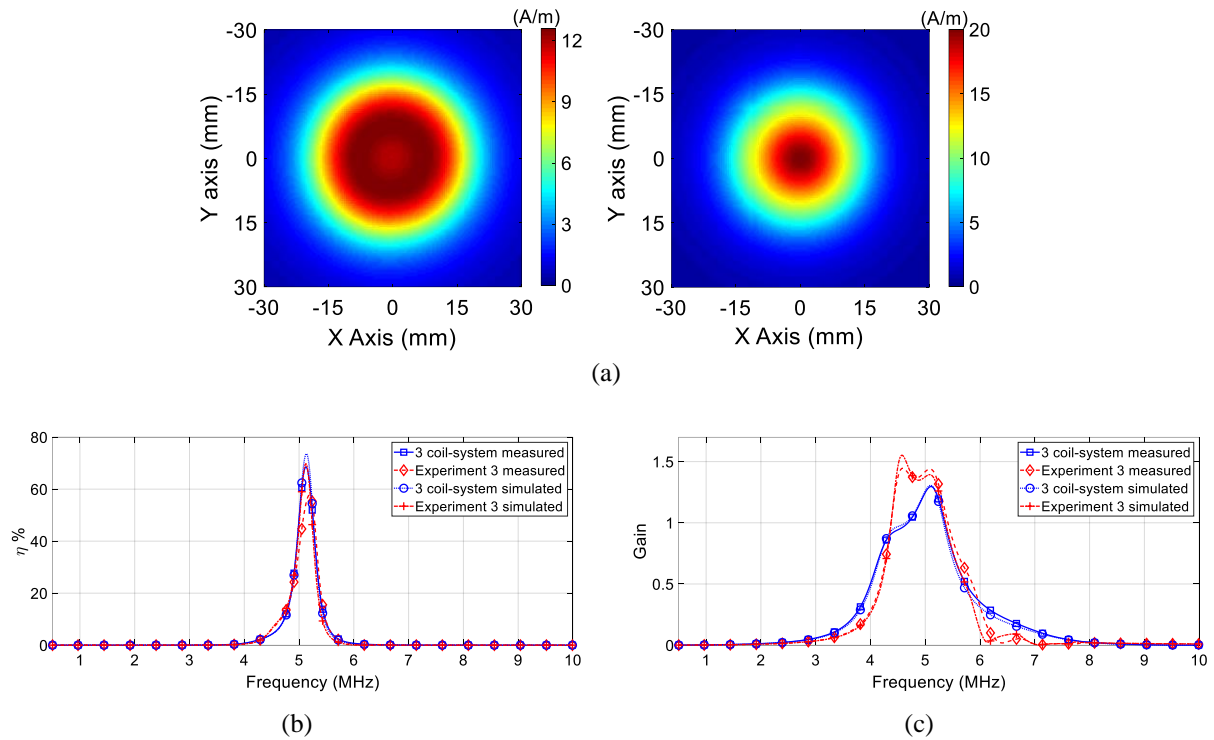 (A/m)
-30
-15
0
15
30
Y axis (mm)
-30 -15 0 15 30
X Axis (mm)
12
9
6
3
0
(A/m)
-30
-15
0
15
30
Y axis (mm)
-30 -15 0 15 30
X Axis (mm)
20
15
10
5
0
(a)
80
60
40
20
0
η %
3 coil-system measured
Experiment 3 measured
3 coil-system simulated
Experiment 3 simulated
1 2 3 4 5 6 7 8 9 10
Frequency (MHz)
(b)
1.5
1
0.5
0
Gain
3 coil-system measured
Experiment 3 measured
3 coil-system simulated
Experiment 3 simulated
1 2 3 4 5 6 7 8 9 10
Frequency (MHz)
(c)